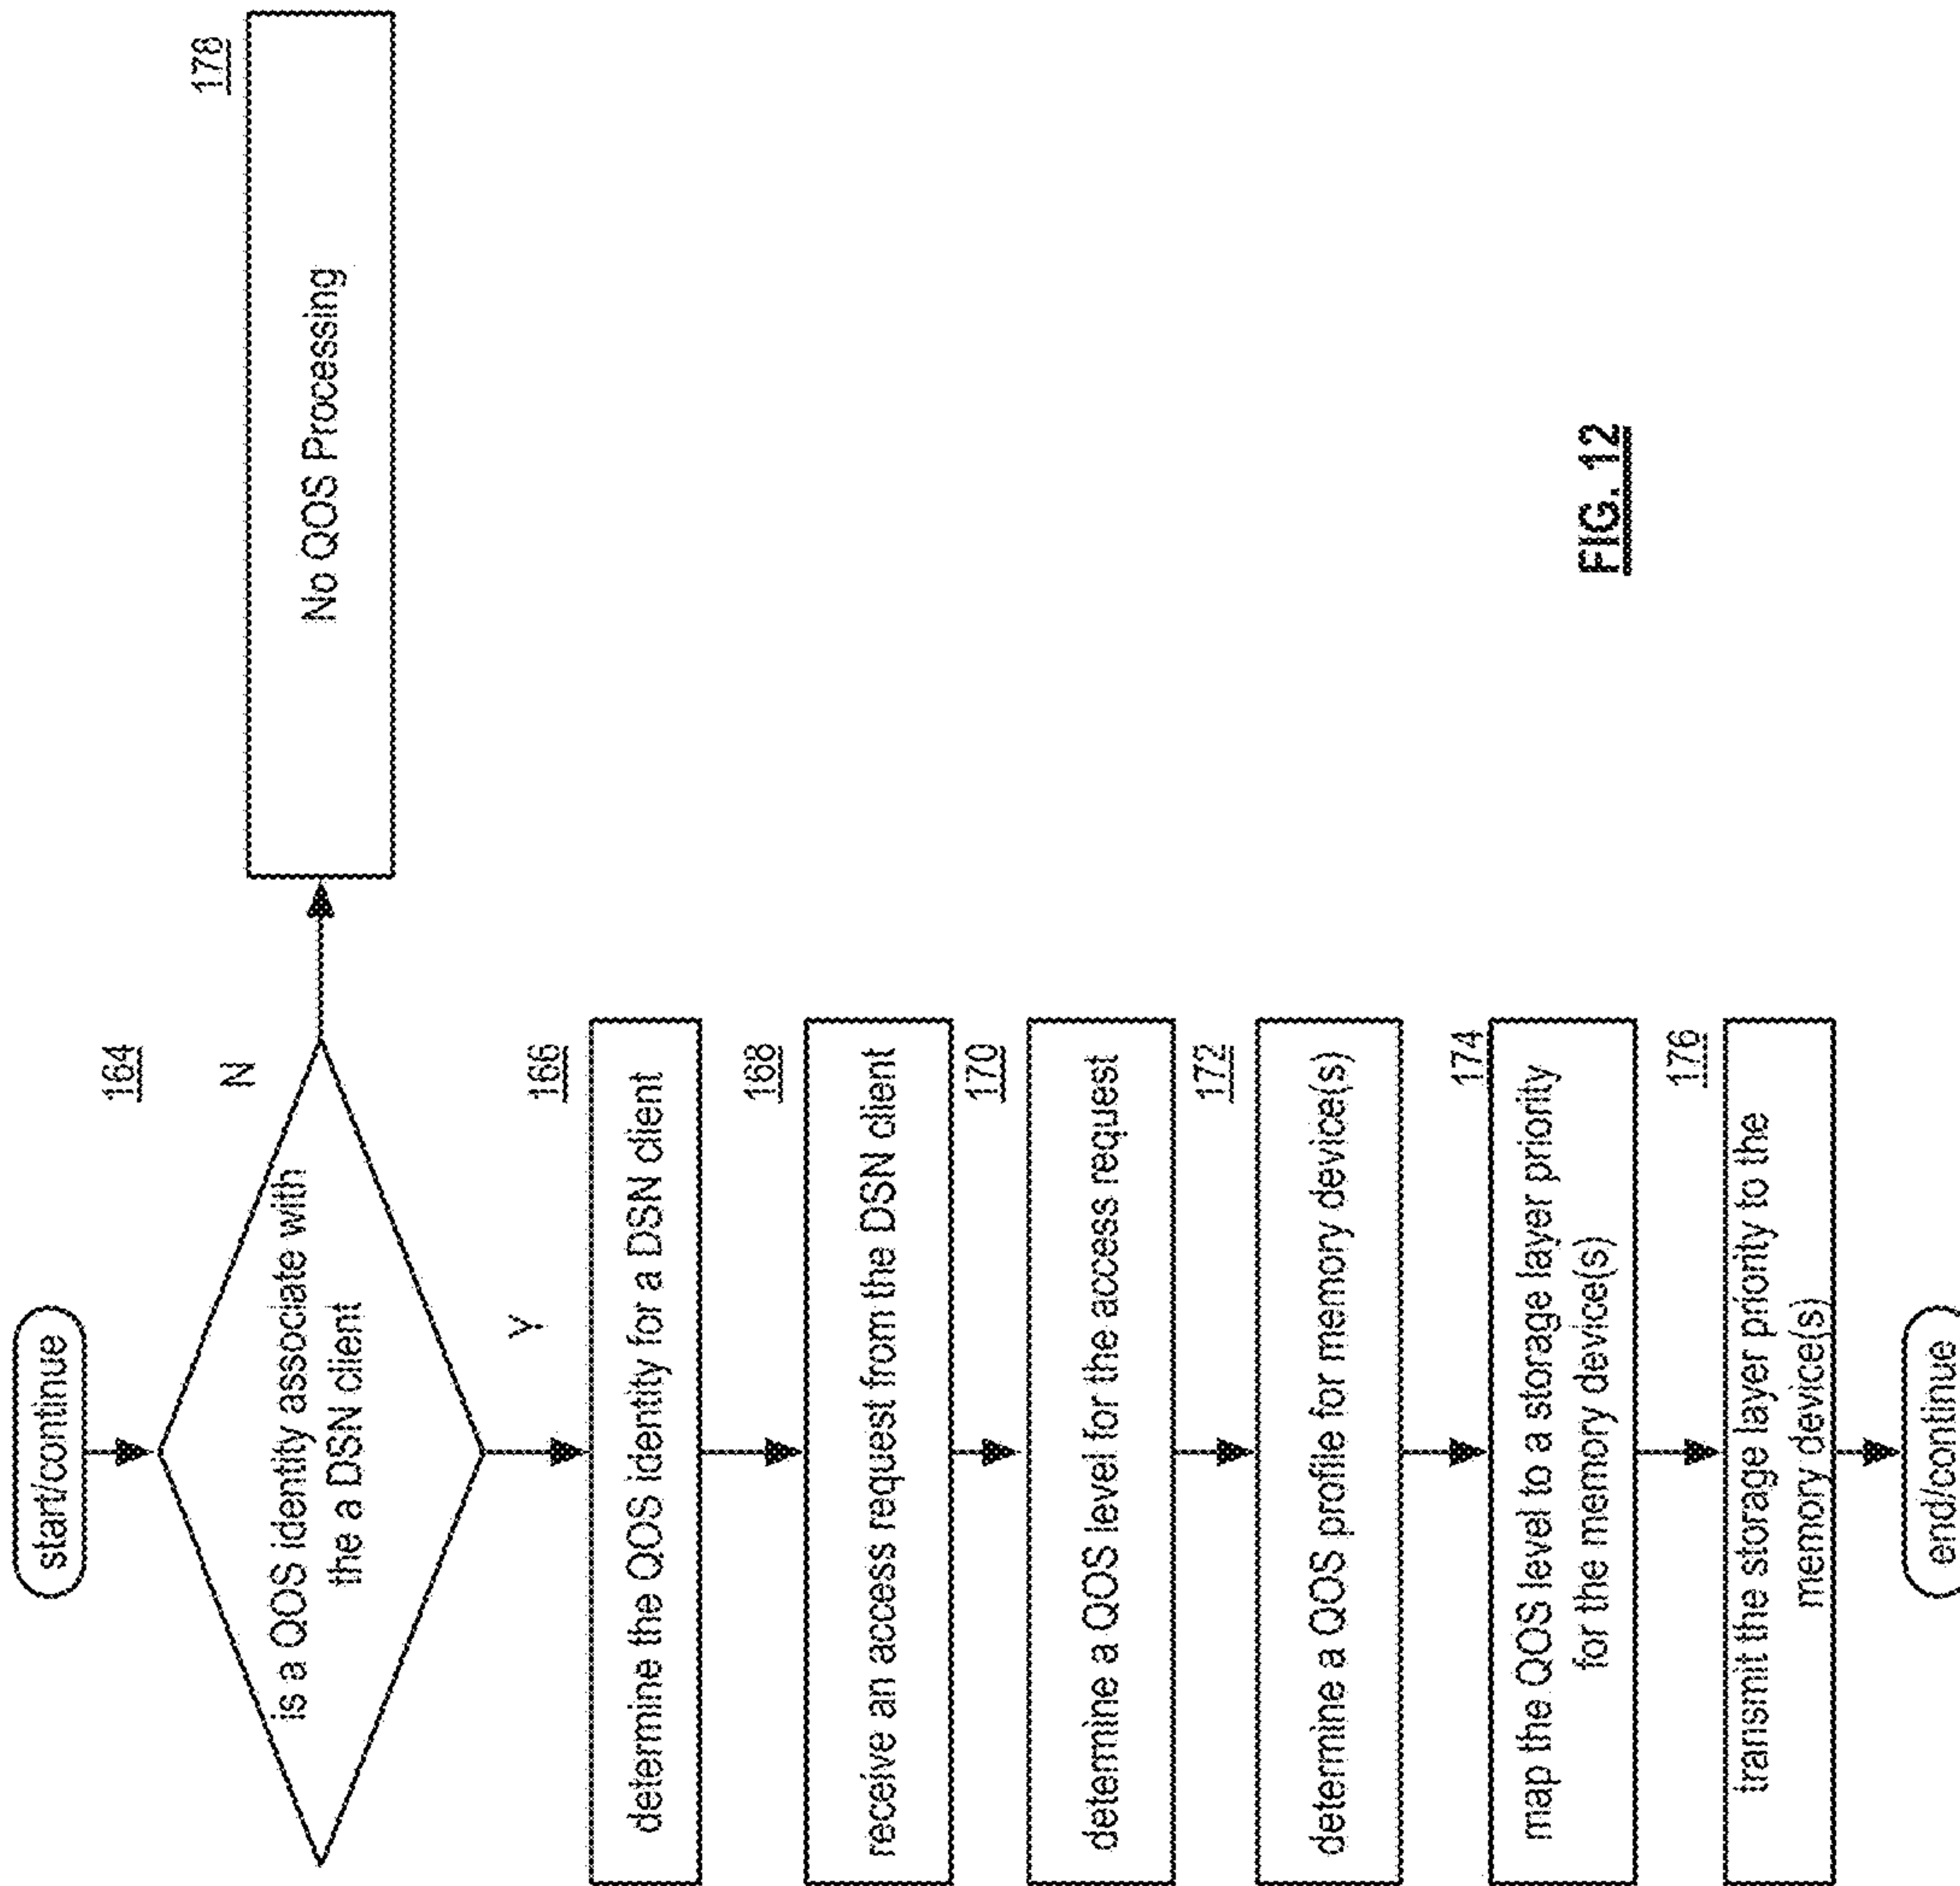 start/continue
164
is a QOS identity associate with
the a DSN client
N
178
No QOS Processing
Y
166
determine the QOS identity for a DSN client
168
receive an access request from the DSN client
170
determine a QOS level for the access request
172
determine a QOS profile for memory device(s)
174
map the QOS level to a storage layer priority
for the memory device(s)
176
transmit the storage layer priority to the
memory device(s)
end/continue
FIG. 12